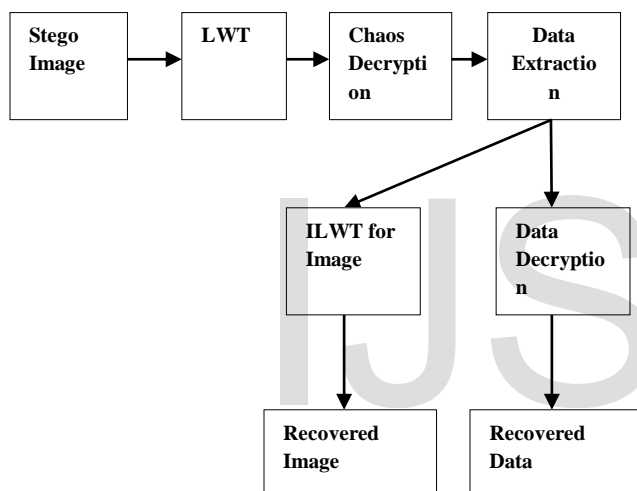 Stego
Image
LWT
Chaos
Decrypti
on
Data
Extractio
n
ILWT for
Image
Data
Decryptio
n
Recovered
Image
Recovered
Data
IJS